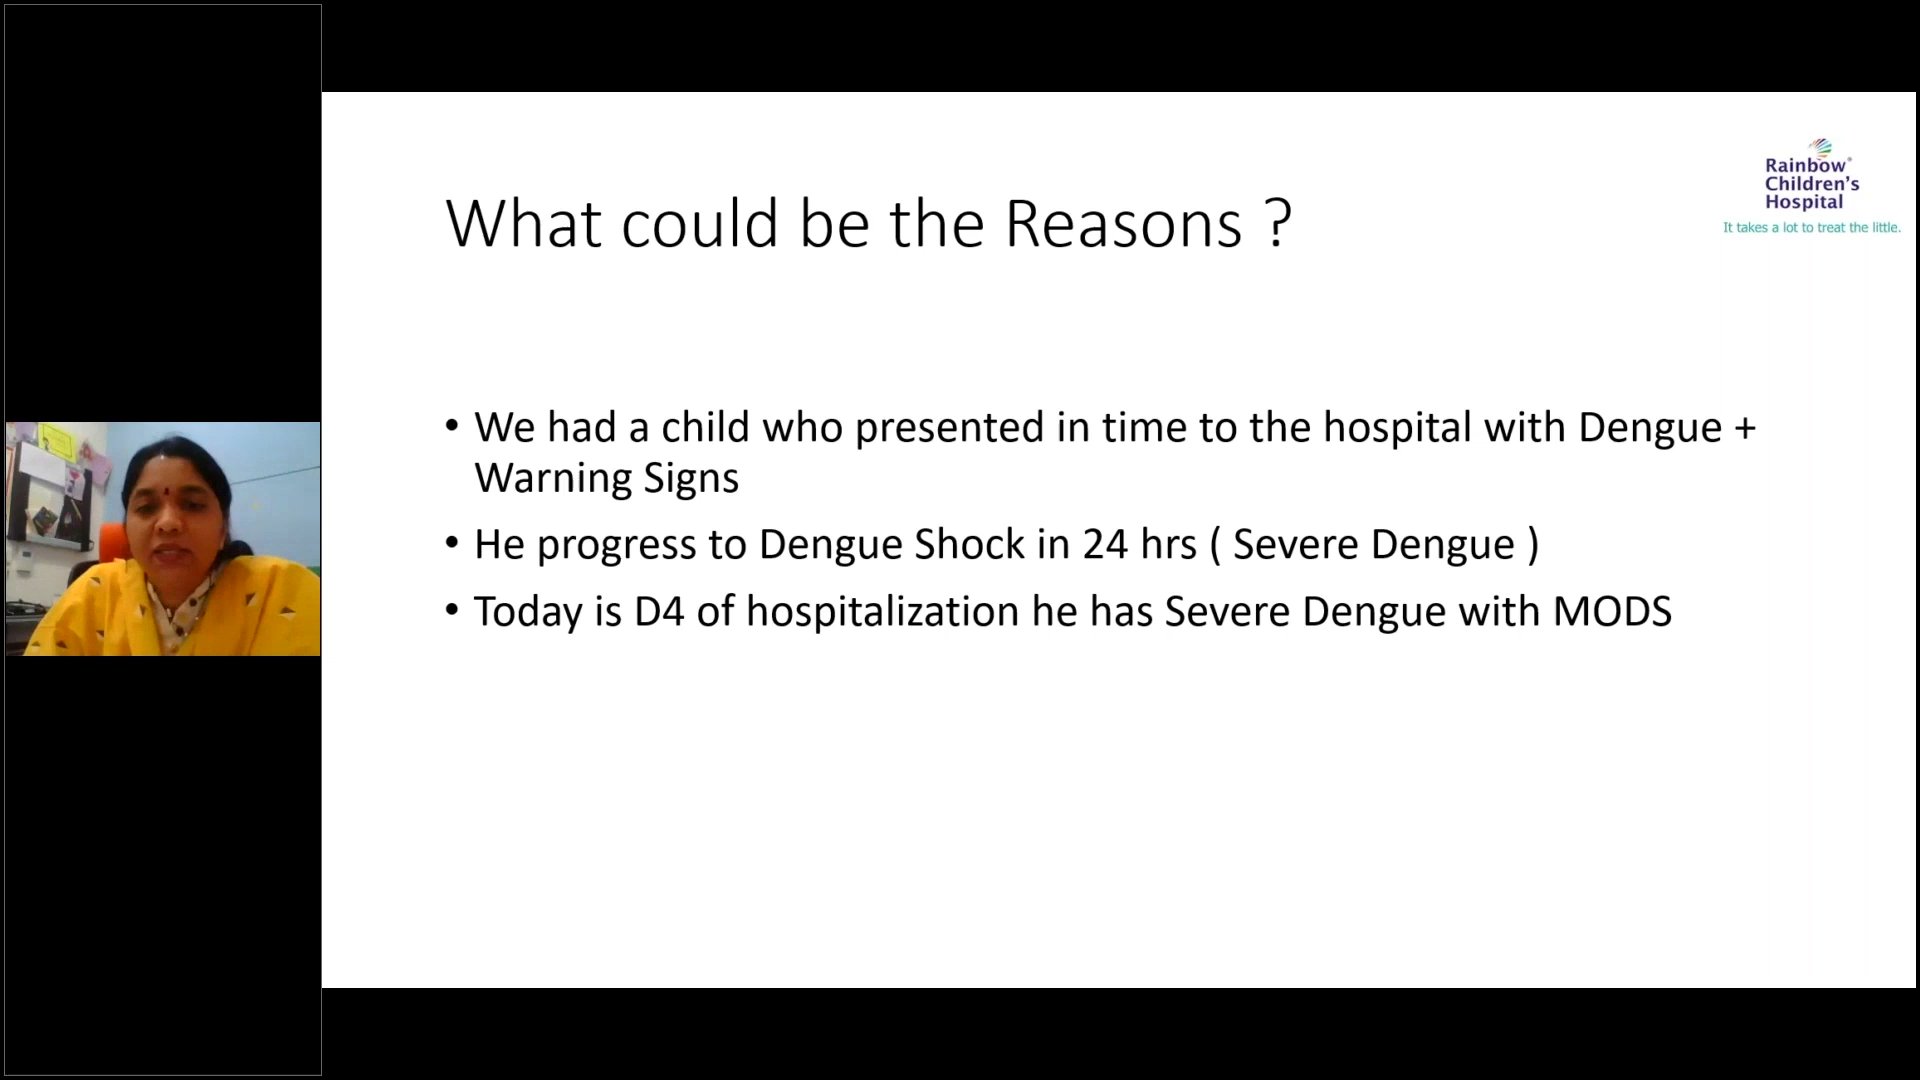 Rainbow®
Children's
Hospital
It takes a lot to treat the little.
What could be the Reasons ?
• We had a child who presented in time to the hospital with Dengue +
Warning Signs
• He progress to Dengue Shock in 24 hrs ( Severe Dengue )
• Today is D4 of hospitalization he has Severe Dengue with MODS